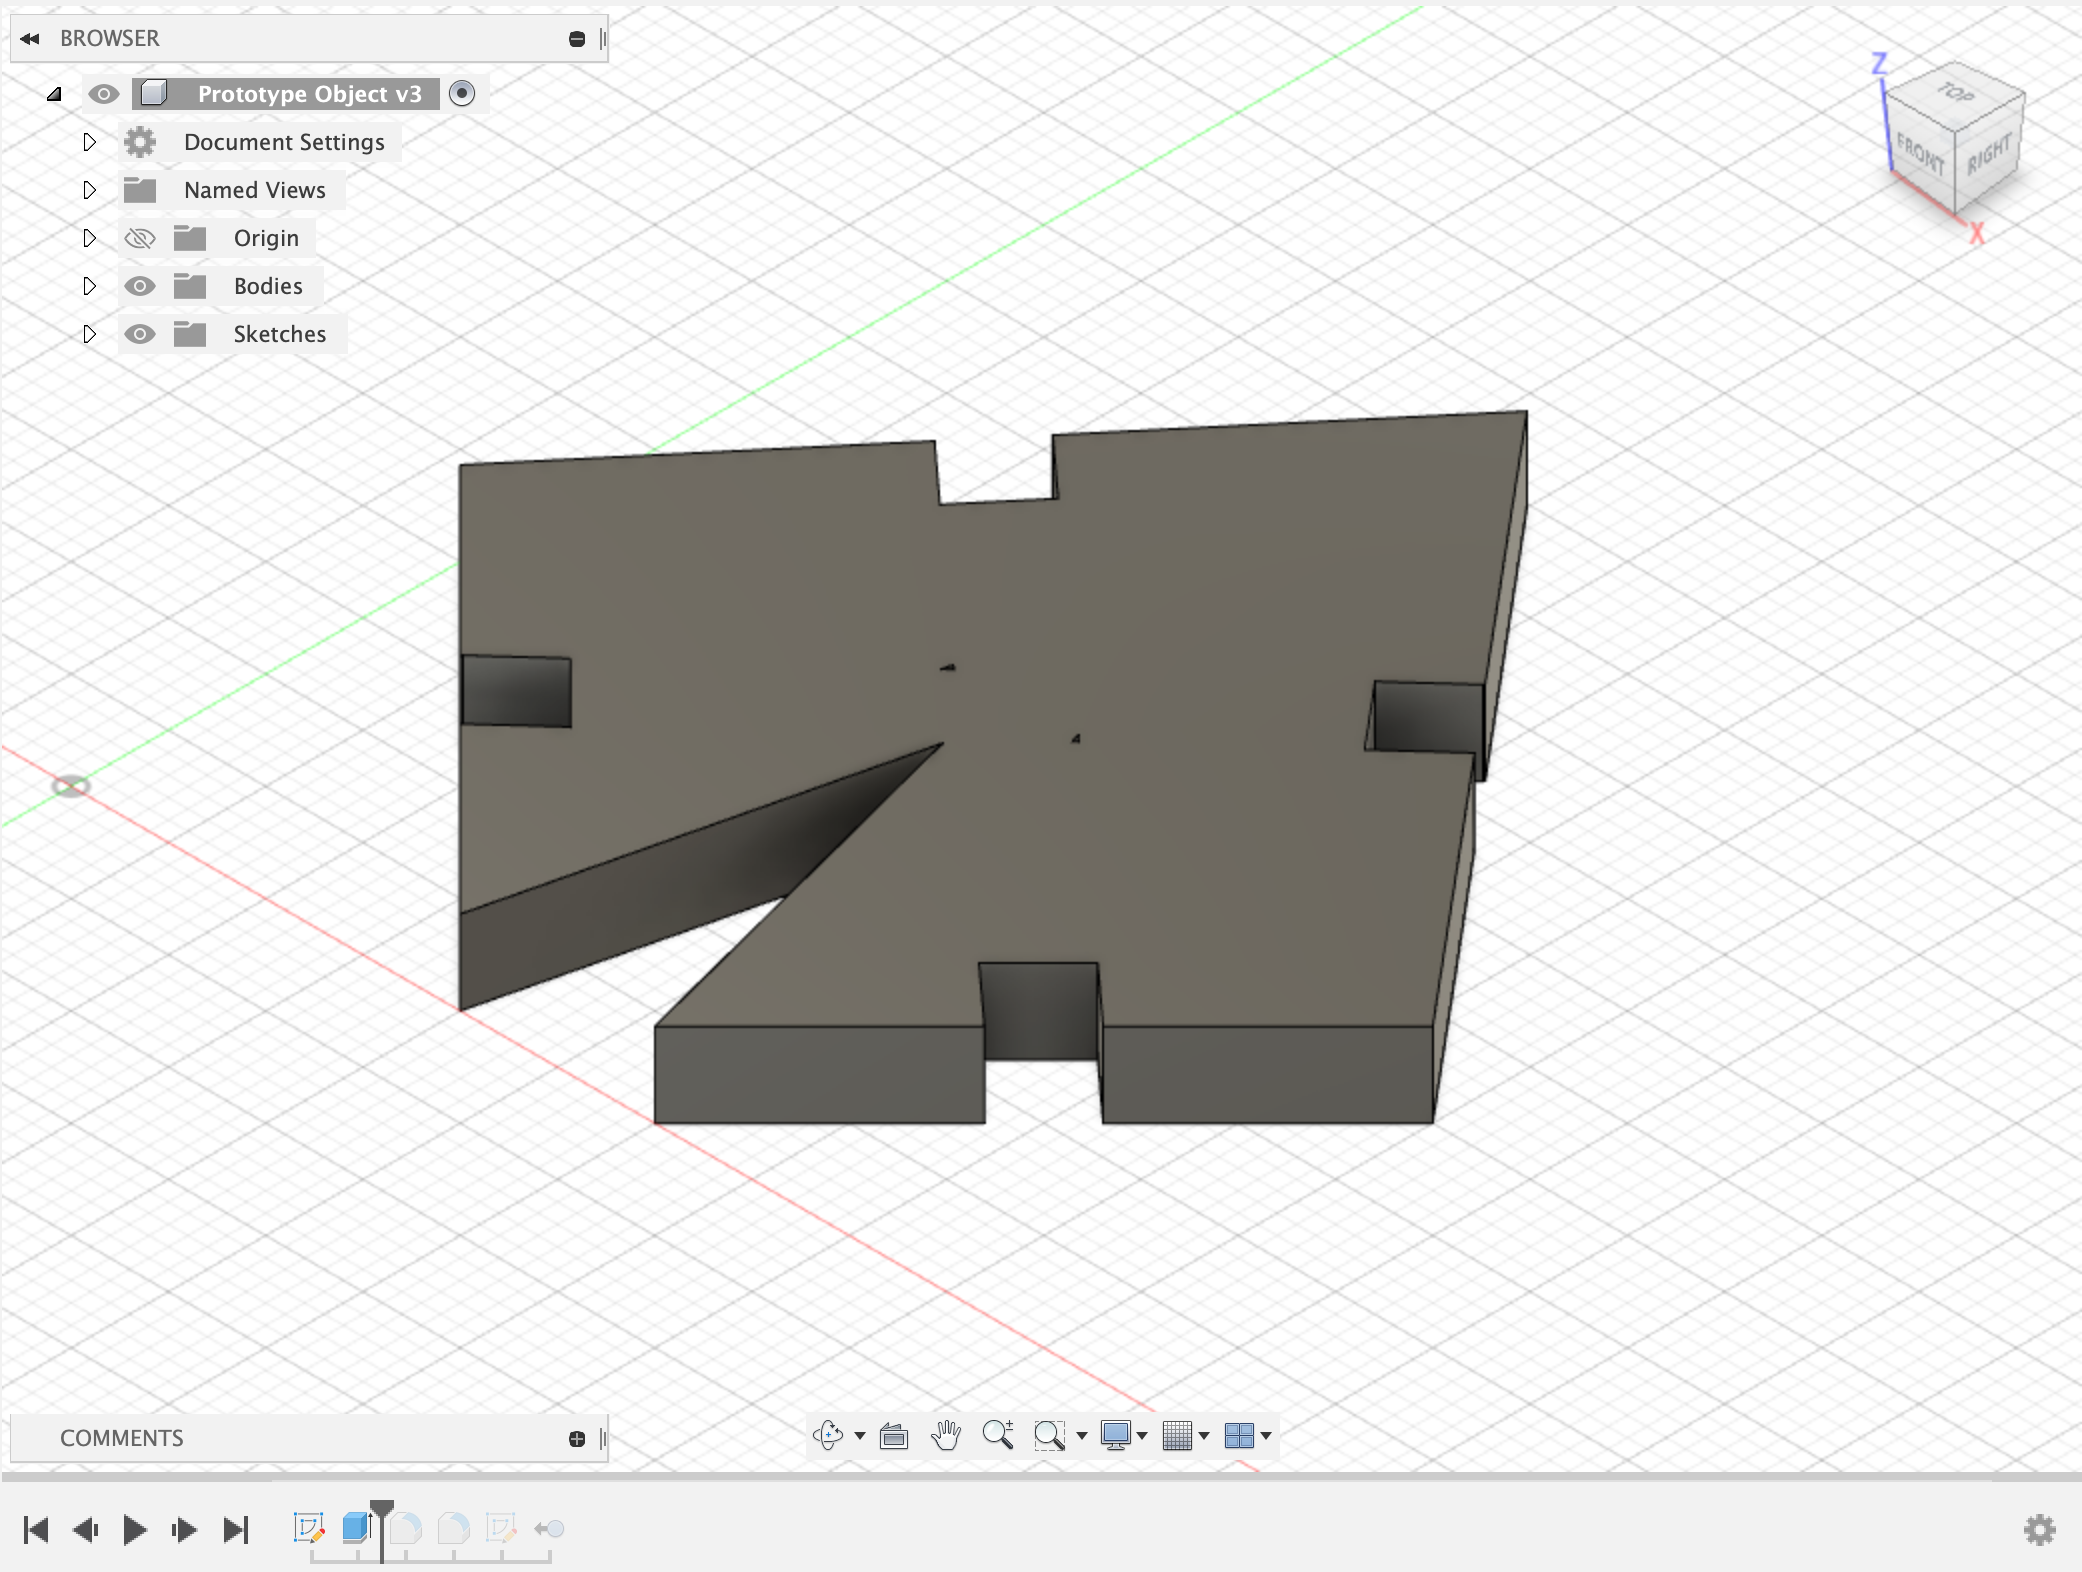 BROWSER
Prototype Object v3
Document Settings
Named Views
Origin
Bodies
Sketches
Z
TOP
FRONT
RIGHT
X
COMMENTS